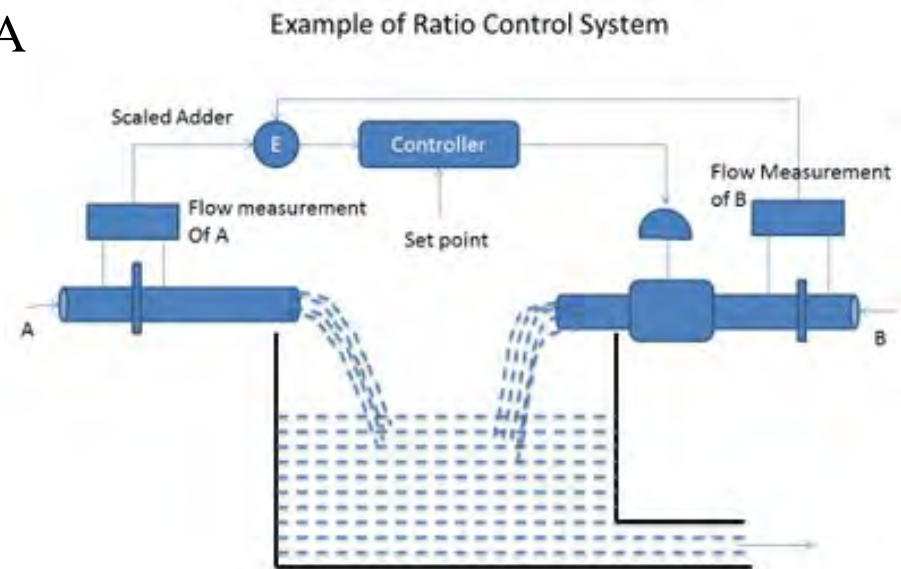 A
Example of Ratio Control System
Scaled Adder
E
Controller
Flow measurement
Of A
Set point
Flow Measurement
of B
A
B